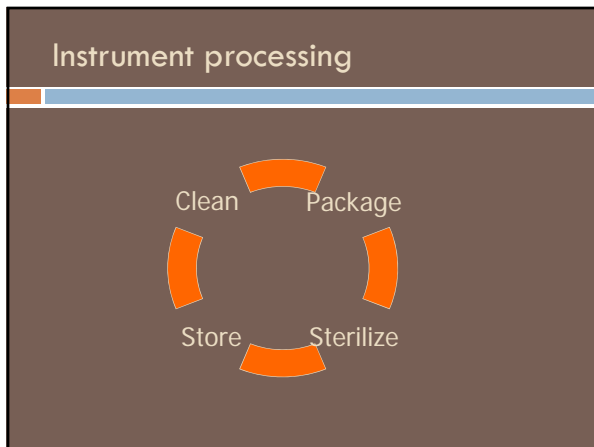 Instrument processing
Clean Package
Store Sterilize